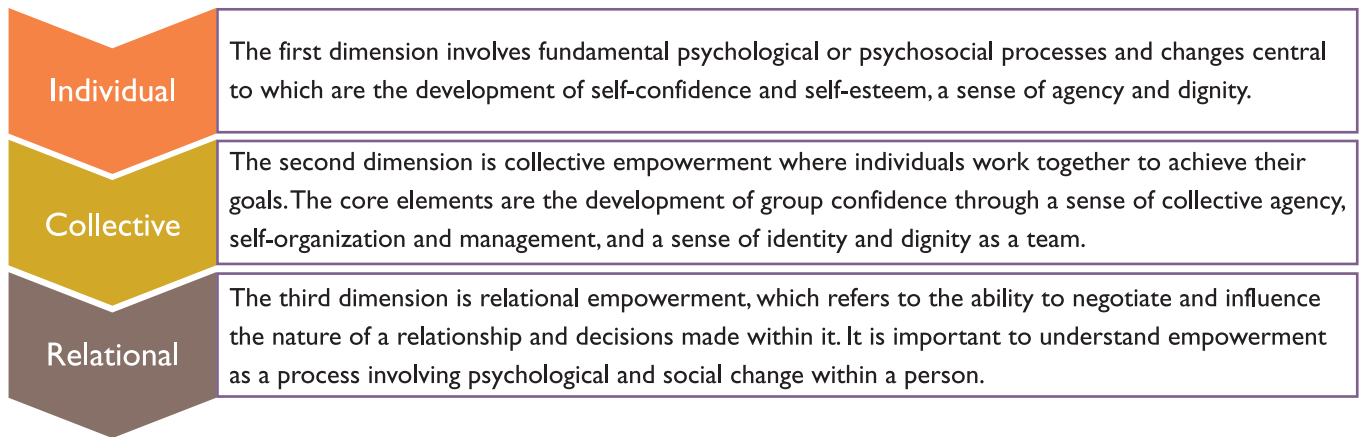 Individual
The first dimension involves fundamental psychological or psychosocial processes and changes central
to which are the development of self-confidence and self-esteem, a sense of agency and dignity.
Collective
The second dimension is collective empowerment where individuals work together to achieve their
goals. The core elements are the development of group confidence through a sense of collective agency,
self-organization and management, and a sense of identity and dignity as a team.
Relational
The third dimension is relational empowerment, which refers to the ability to negotiate and influence
the nature of a relationship and decisions made within it. It is important to understand empowerment
as a process involving psychological and social change within a person.